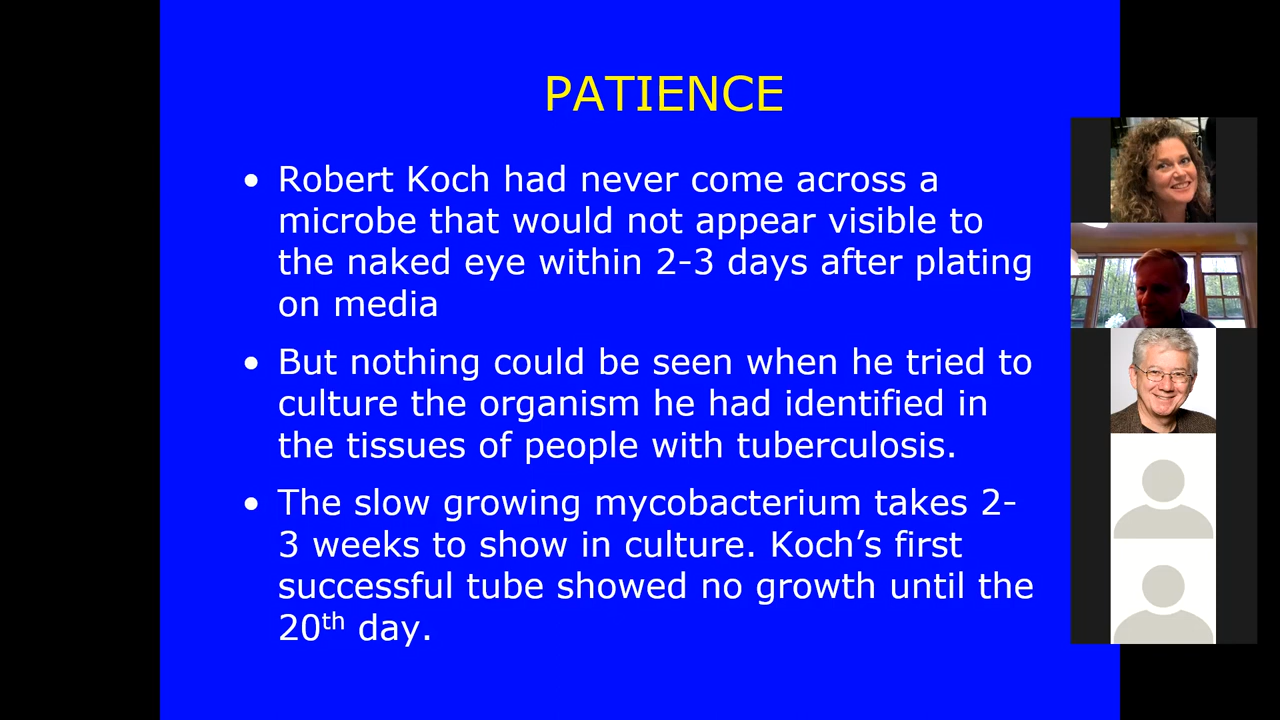 PATIENCE
• Robert Koch had never come across a
microbe that would not appear visible to
the naked eye within 2-3 days after plating
on media
• But nothing could be seen when he tried to
culture the organism he had identified in
the tissues of people with tuberculosis.
• The slow growing mycobacterium takes 2-
3 weeks to show in culture. Koch’s first
successful tube showed no growth until the
20th day.